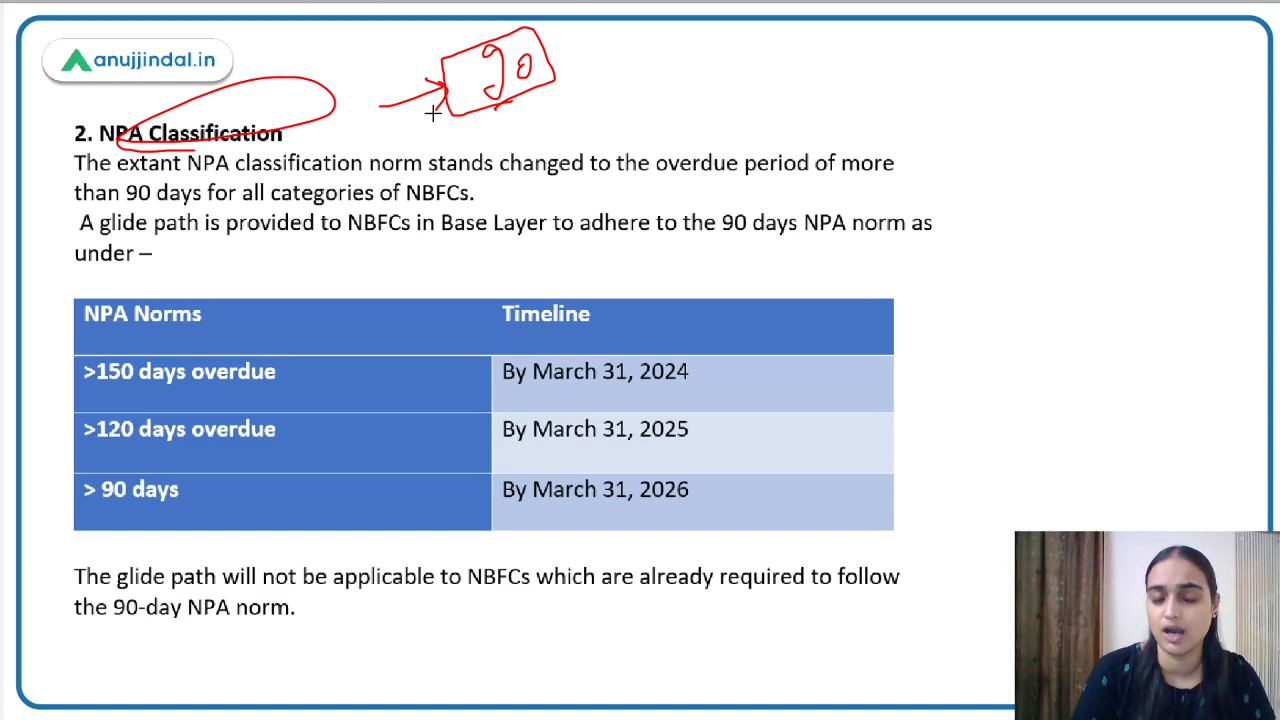 anujjindal.in
90
2. NPA Classification
The extant NPA classification norm stands changed to the overdue period of more
than 90 days for all categories of NBFCs.
A glide path is provided to NBFCs in Base Layer to adhere to the 90 days NPA norm as
under –
NPA Norms Timeline
>150 days overdue By March 31, 2024
>120 days overdue By March 31, 2025
> 90 days By March 31, 2026
The glide path will not be applicable to NBFCs which are already required to follow
the 90-day NPA norm.